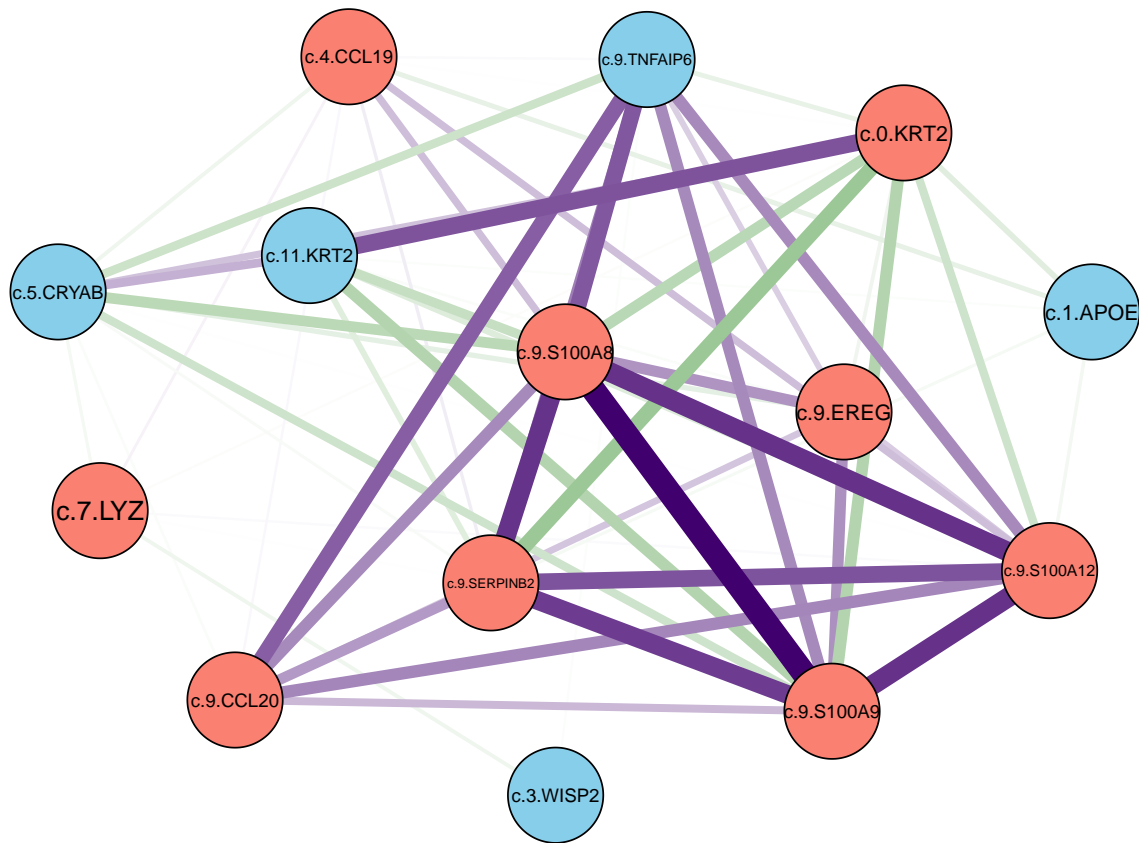 c.4.CCL19
c.9.TNFAIP6
c.0.KRT2
c.11.KRT2
c.5.CRYAB
c.1.APOE
c.9.S100A8
c.9.EREG
c.7.LYZ
c.9.SERPINB2
c.9.S100A12
c.9.CCL20
c.9.S100A9
c.3.WISP2